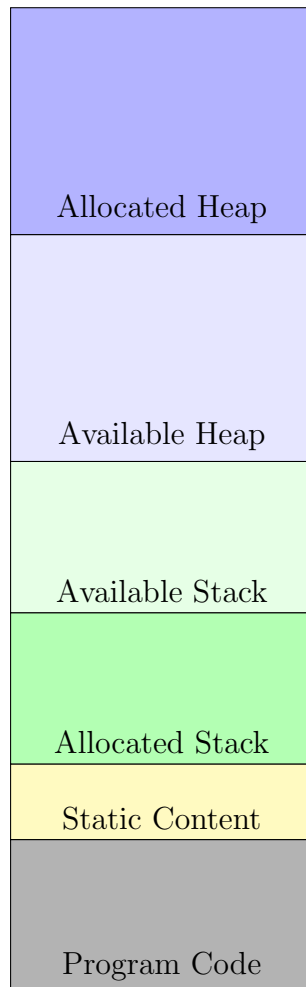 Allocated Heap
Available Heap
Available Stack
Allocated Stack
Static Content
Program Code